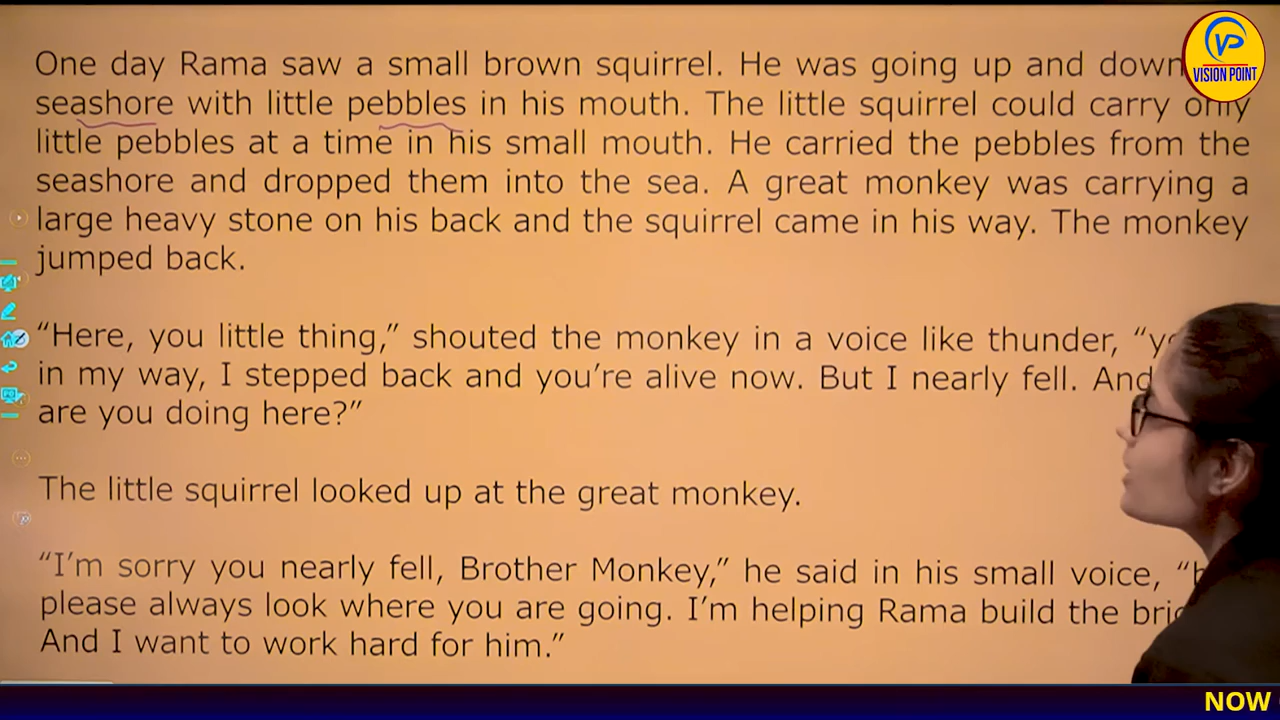 One day Rama saw a small brown squirrel. He was going up and down
seashore with little pebbles in his mouth. The little squirrel could carry only
little pebbles at a time in his small mouth. He carried the pebbles from the
seashore and dropped them into the sea. A great monkey was carrying a
large heavy stone on his back and the squirrel came in his way. The monkey
jumped back.
“Here, you little thing,” shouted the monkey in a voice like thunder, “
in my way, I stepped back and you’re alive now. But I nearly fell. And
are you doing here?”
The little squirrel looked up at the great monkey.
“I’m sorry you nearly fell, Brother Monkey,” he said in his small voice, “
please always look where you are going. I’m helping Rama build the
And I want to work hard for him.”
VP
VISION POINT
NOW